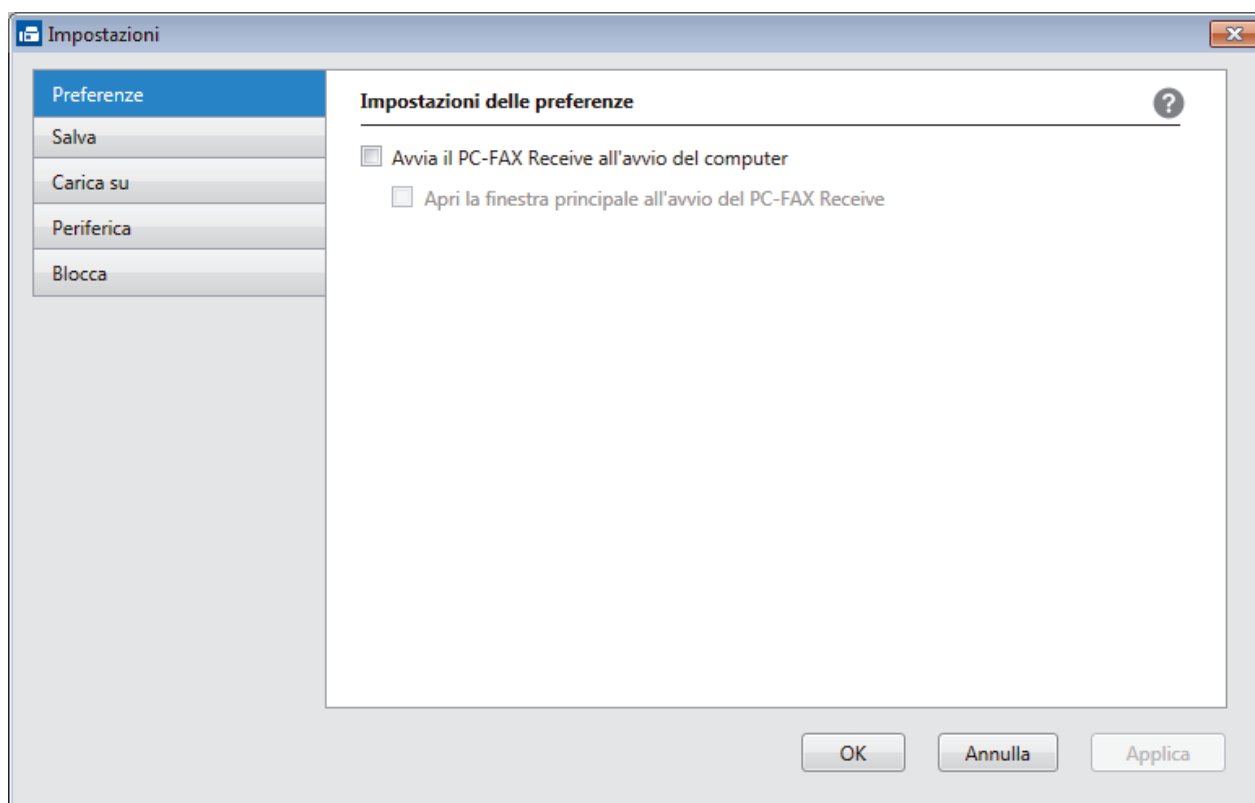 Impostazioni
Preferenze
Salva
Carica su
Periferica
Blocca
Impostazioni delle preferenze
?
Avvia il PC-FAX Receive all'avvio del computer
Apri la finestra principale all'avvio del PC-FAX Receive
OK
Annulla
Applica